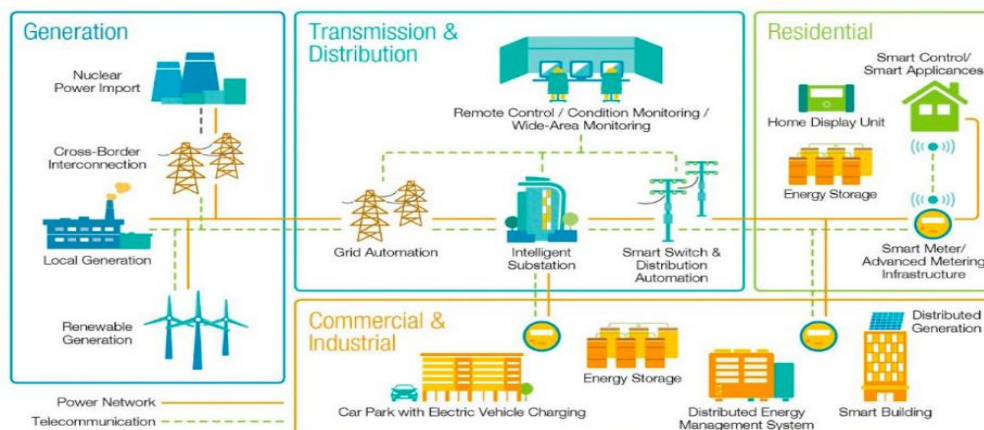 Generation
Nuclear
Power Import
Cross-Border
Interconnection
Local Generation
Renewable
Generation
Power Network
Telecommunication
Transmission &
Distribution
Remote Control / Condition Monitoring /
Wide-Area Monitoring
Grid Automation
Intelligent
Substation
Smart Switch &
Distribution
Automation
Residential
Smart Control/
Smart Applicances
Home Display Unit
Energy Storage
Smart Meter/
Advanced Metering
Infrastructure
Commercial &
Industrial
Car Park with Electric Vehicle Charging
Energy Storage
Distributed Energy
Management System
Distributed
Generation
Smart Building